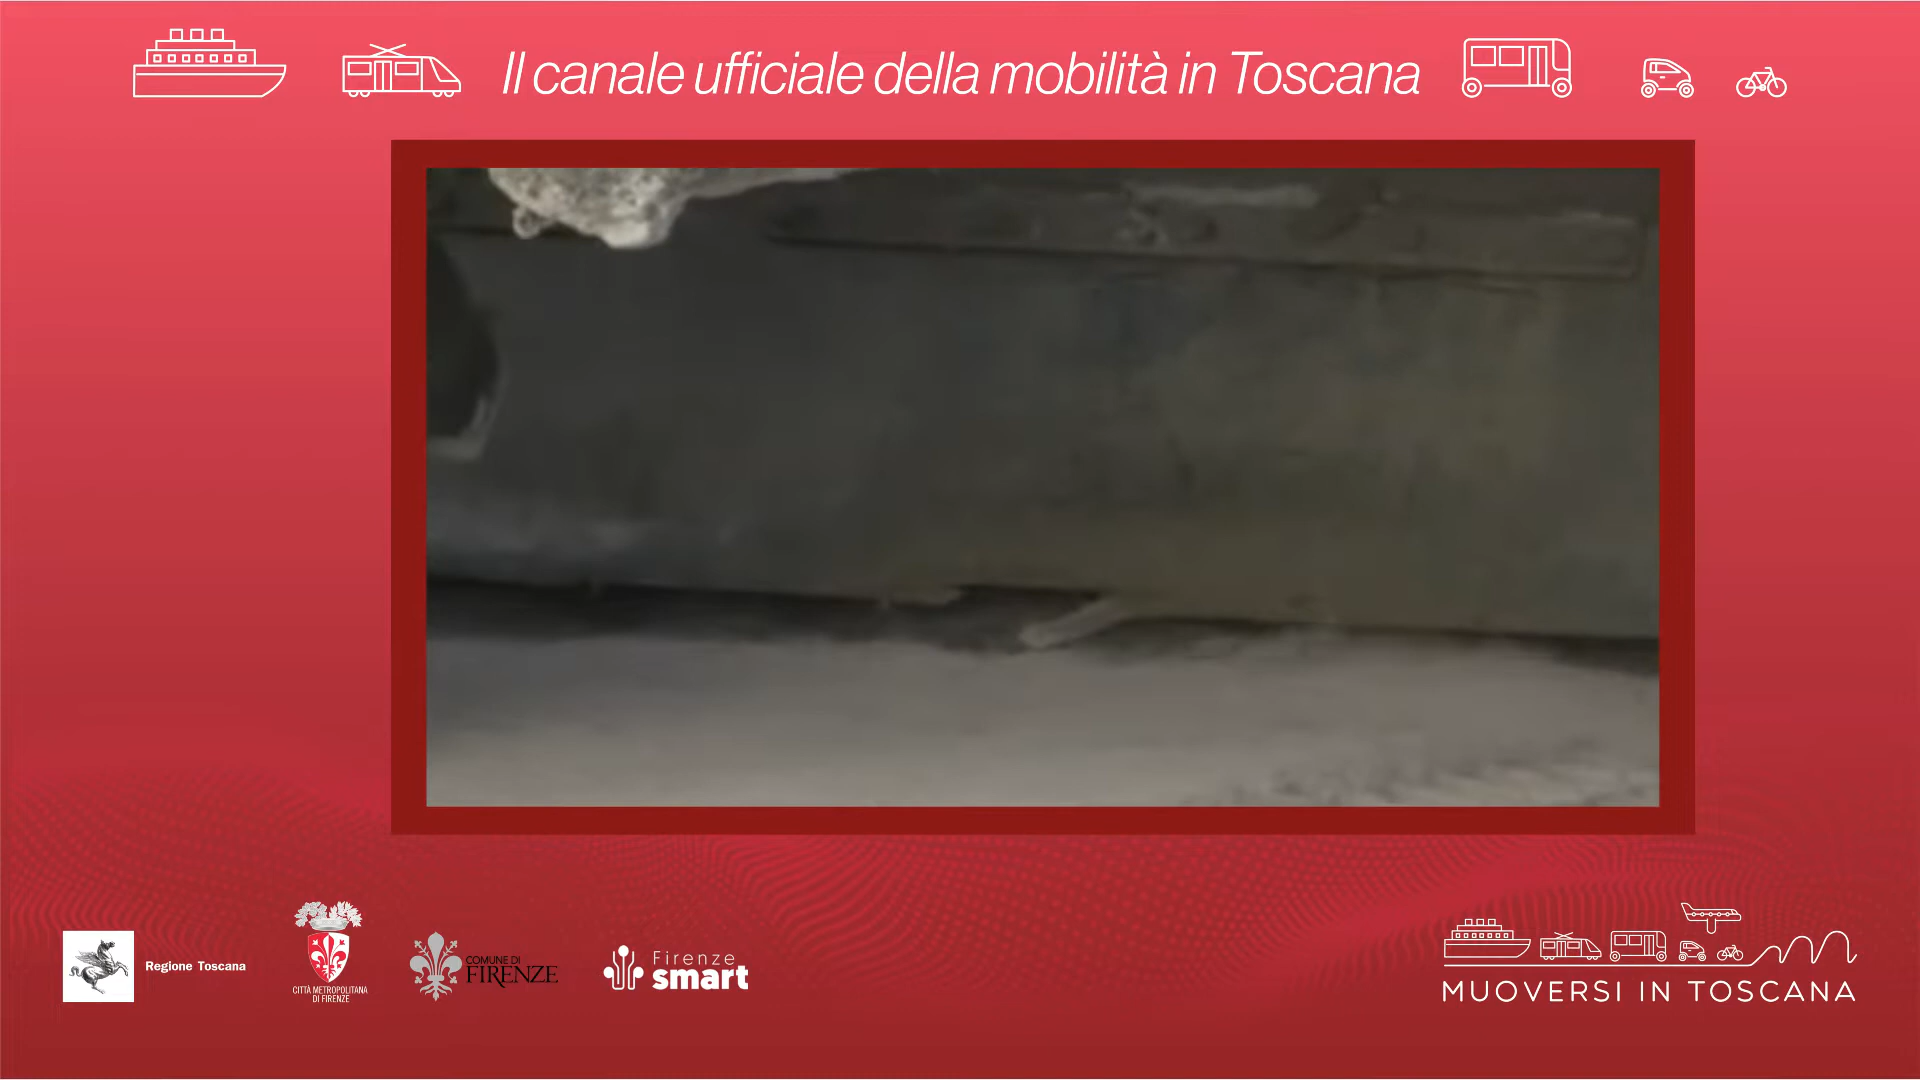 Il canale ufficiale della mobilità in Toscana
Regione Toscana
CITTÀ METROPOLITANA
DI FIRENZE
COMUNE DI
FIRENZE
Firenze
smart
MUOVERSI IN TOSCANA